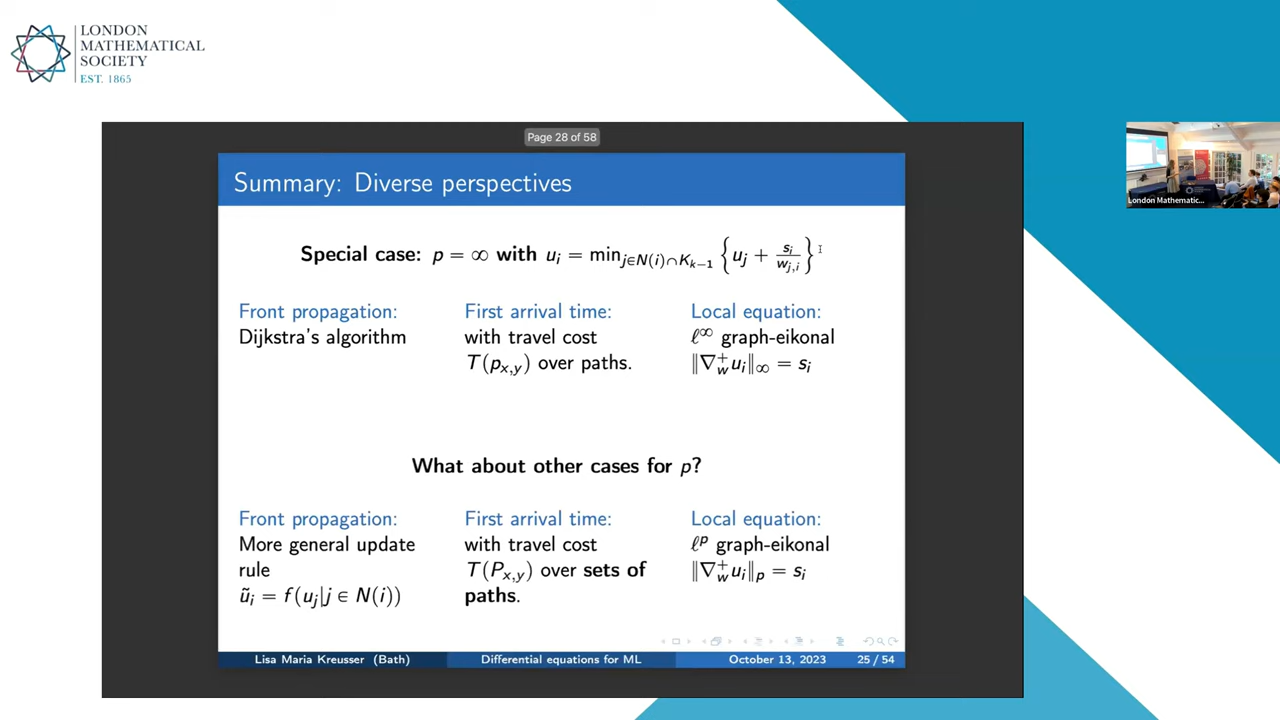 LONDON
MATHEMATICAL
SOCIETY
EST. 1865
Page 28 of 58
Summary: Diverse perspectives
Special case: p = ∞ with u_i = min_{j∈N(i)∩K_{k−1}} { u_j + s_i / w_{j,i} }
Front propagation:
Dijkstra's algorithm
First arrival time:
with travel cost
T(p_{x,y}) over paths.
Local equation:
ℓ^∞ graph-eikonal
‖∇_w^+ u_i‖_∞ = s_i
What about other cases for p?
Front propagation:
More general update
rule
ũ_i = f(u_j|j ∈ N(i))
First arrival time:
with travel cost
T(P_{x,y}) over sets of
paths.
Local equation:
ℓ^p graph-eikonal
‖∇_w^+ u_i‖_p = s_i
Lisa Maria Kreusser (Bath)
Differential equations for ML
October 13, 2023
25 / 54
London Mathematic...